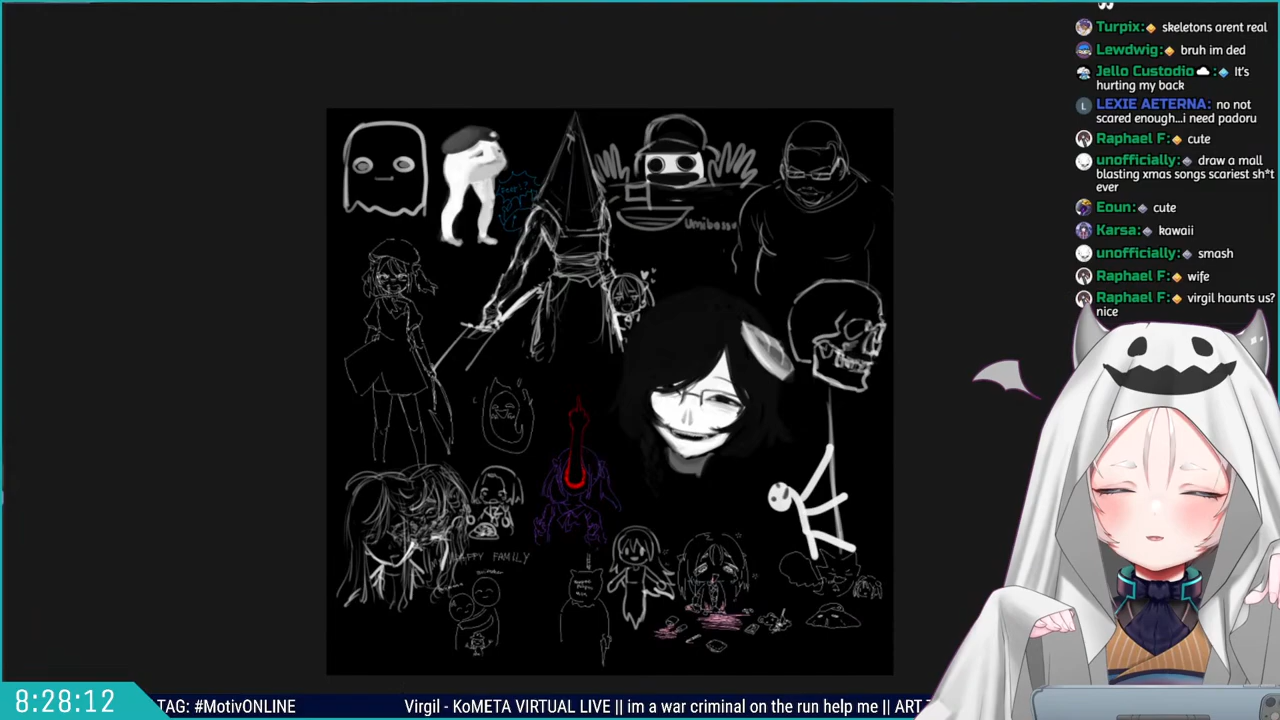 Turpix: skeletons arent real
Lewdwig: bruh im ded
Jello Custodio : It's
hurting my back
LEXIE AETERNA: no not
scared enough...i need padoru
Raphael F: cute
unofficially: draw a mall
blasting xmas songs scariest sh*t
ever
Eoun: cute
Karsa: kawaii
unofficially: smash
Raphael F: wife
Raphael F: virgil haunts us?
nice
HAPPY FAMILY
8:28:12
TAG: #MotivONLINE
Virgil - KoMETA VIRTUAL LIVE || im a war criminal on the run help me || ART